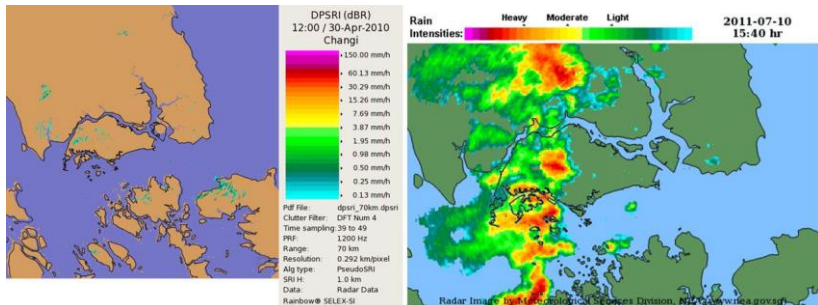 DPSRI (dBR)
12:00 / 30-Apr-2010
Changi
150.00 mm/h
60.13 mm/h
30.29 mm/h
15.26 mm/h
7.69 mm/h
3.87 mm/h
1.95 mm/h
0.98 mm/h
0.50 mm/h
0.25 mm/h
0.13 mm/h
Pdf File: dpsri_70km.dpsri
Clutter Filter: DFT Num 4
Time sampling: 39 to 49
PRF: 1200 Hz
Range: 70 km
Resolution: 0.292 km/pixel
Alg type: PseudoSRI
SRI H: 1.0 km
Data: Radar Data
Rainbow® SELEX-SI
Rain
Intensities:
Heavy Moderate Light
2011-07-10
15:40 hr
Radar Image by Meteorological Services Division,